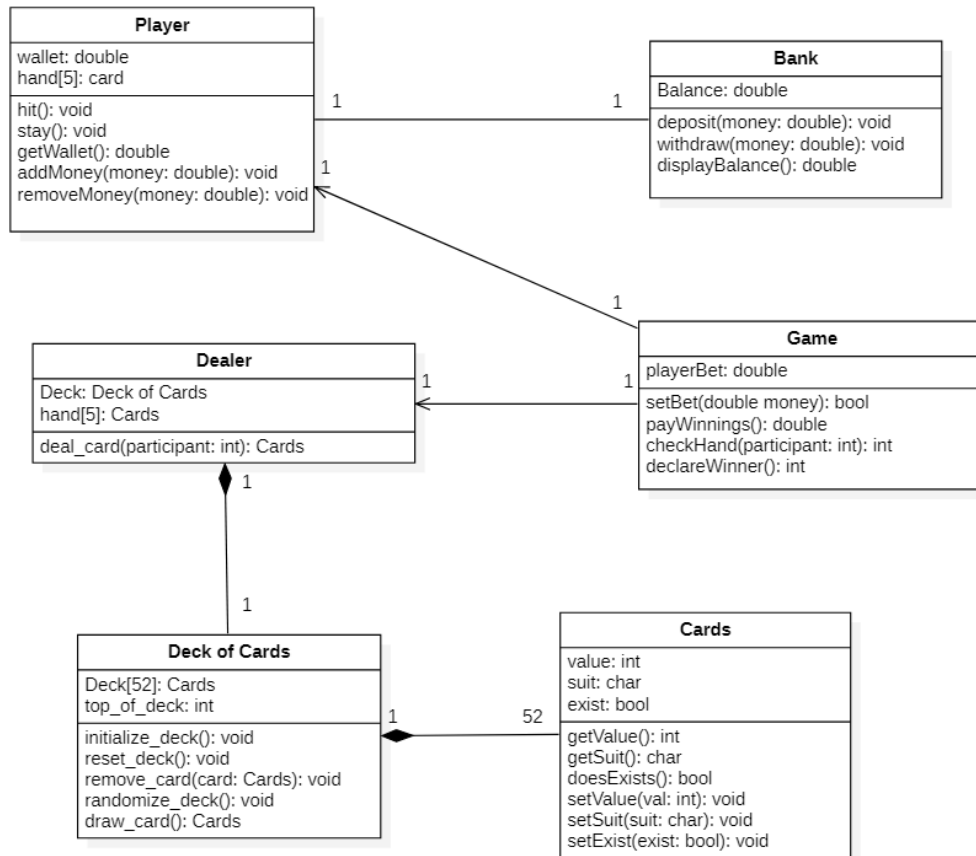 Player
wallet: double
hand[5]: card
hit(): void
stay(): void
getWallet(): double
addMoney(money: double): void
removeMoney(money: double): void
Bank
Balance: double
deposit(money: double): void
withdraw(money: double): void
displayBalance(): double
1
1
1
1
Game
playerBet: double
setBet(double money): bool
payWinnings(): double
checkHand(participant: int): int
declareWinner(): int
Dealer
Deck: Deck of Cards
hand[5]: Cards
deal_card(participant: int): Cards
1
1
1
1
Deck of Cards
Deck[52]: Cards
top_of_deck: int
initialize_deck(): void
reset_deck(): void
remove_card(card: Cards): void
randomize_deck(): void
draw_card(): Cards
1
52
Cards
value: int
suit: char
exist: bool
getValue(): int
getSuit(): char
doesExists(): bool
setValue(val: int): void
setSuit(suit: char): void
setExist(exist: bool): void